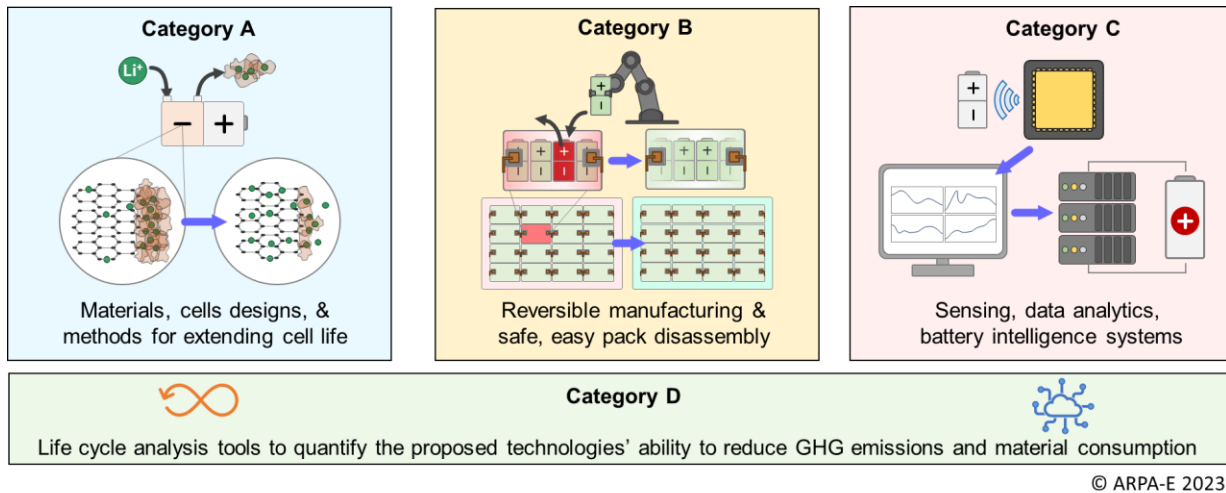 Category A
Li+
− +
Materials, cells designs, &
methods for extending cell life
Category B
Reversible manufacturing &
safe, easy pack disassembly
Category C
Sensing, data analytics,
battery intelligence systems
Category D
Life cycle analysis tools to quantify the proposed technologies' ability to reduce GHG emissions and material consumption
© ARPA-E 2023